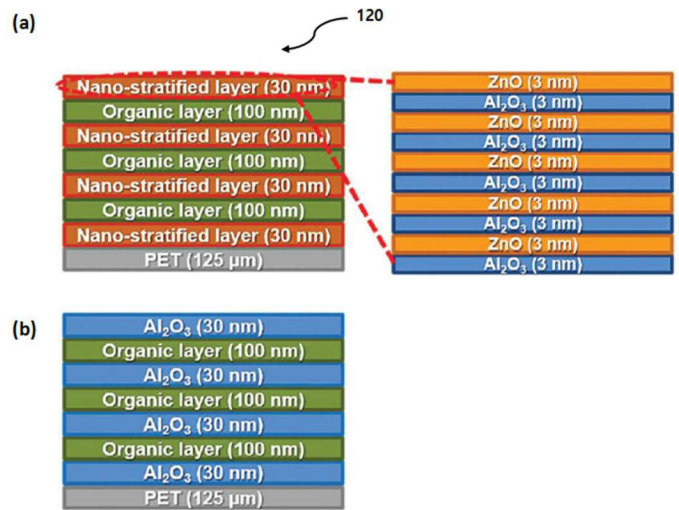 120
(a)
Nano-stratified layer (30 nm)
Organic layer (100 nm)
Nano-stratified layer (30 nm)
Organic layer (100 nm)
Nano-stratified layer (30 nm)
Organic layer (100 nm)
Nano-stratified layer (30 nm)
PET (125 µm)
ZnO (3 nm)
Al₂O₃ (3 nm)
ZnO (3 nm)
Al₂O₃ (3 nm)
ZnO (3 nm)
Al₂O₃ (3 nm)
ZnO (3 nm)
Al₂O₃ (3 nm)
ZnO (3 nm)
Al₂O₃ (3 nm)
(b)
Al₂O₃ (30 nm)
Organic layer (100 nm)
Al₂O₃ (30 nm)
Organic layer (100 nm)
Al₂O₃ (30 nm)
Organic layer (100 nm)
Al₂O₃ (30 nm)
PET (125 µm)